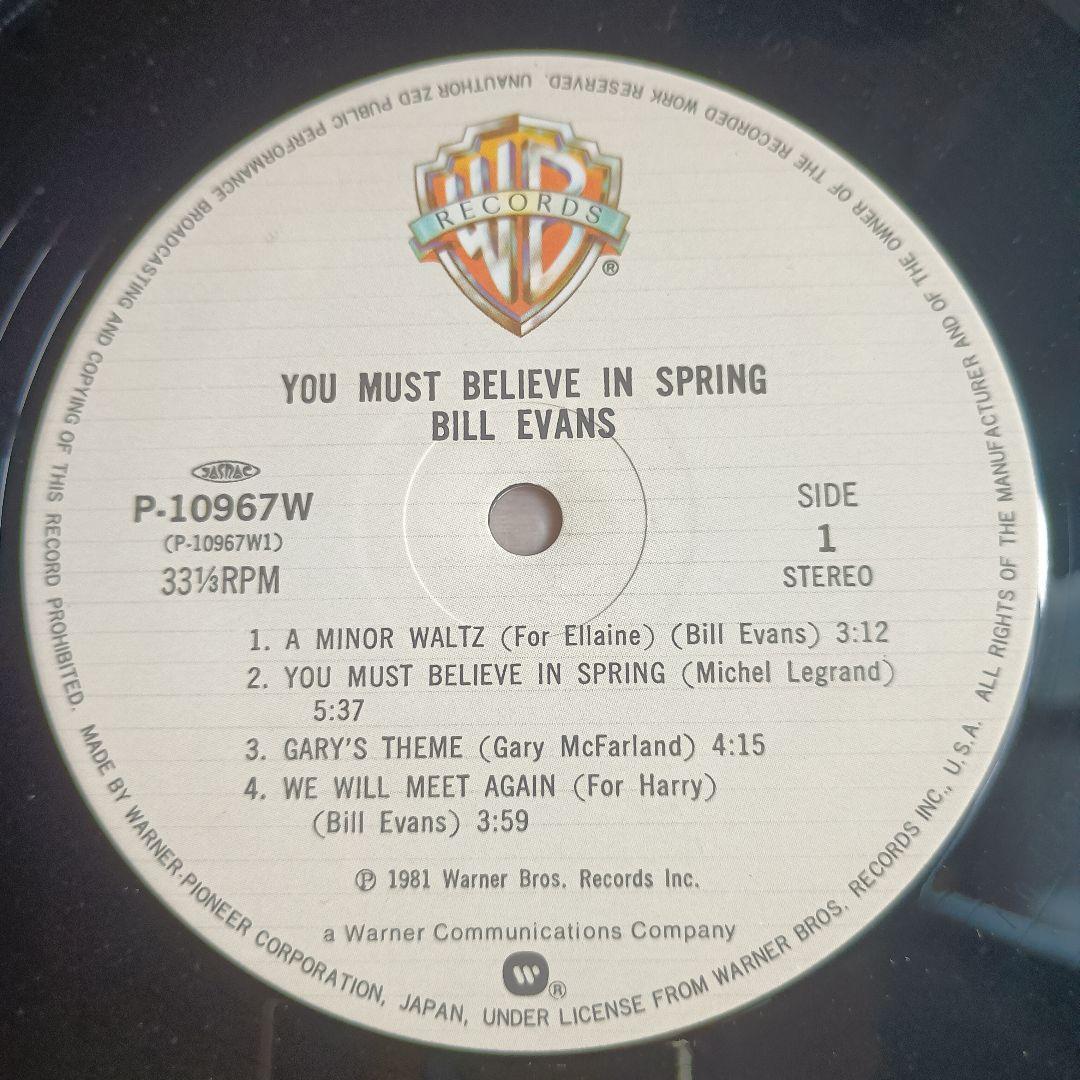 WB
RECORDS
®
YOU MUST BELIEVE IN SPRING
BILL EVANS
JASRAC
P-10967W
(P-10967W1)
33⅓RPM
SIDE
1
STEREO
1. A MINOR WALTZ (For Ellaine) (Bill Evans) 3:12
2. YOU MUST BELIEVE IN SPRING (Michel Legrand)
5:37
3. GARY'S THEME (Gary McFarland) 4:15
4. WE WILL MEET AGAIN (For Harry)
(Bill Evans) 3:59
Ⓟ 1981 Warner Bros. Records Inc.
a Warner Communications Company
®
MADE BY WARNER-PIONEER CORPORATION, JAPAN, UNDER LICENSE FROM WARNER BROS. RECORDS INC., U.S.A. ALL RIGHTS OF THE MANUFACTURER AND OF THE OWNER OF THE RECORDED WORK RESERVED. UNAUTHORIZED PUBLIC PERFORMANCE BROADCASTING AND COPYING OF THIS RECORD PROHIBITED.